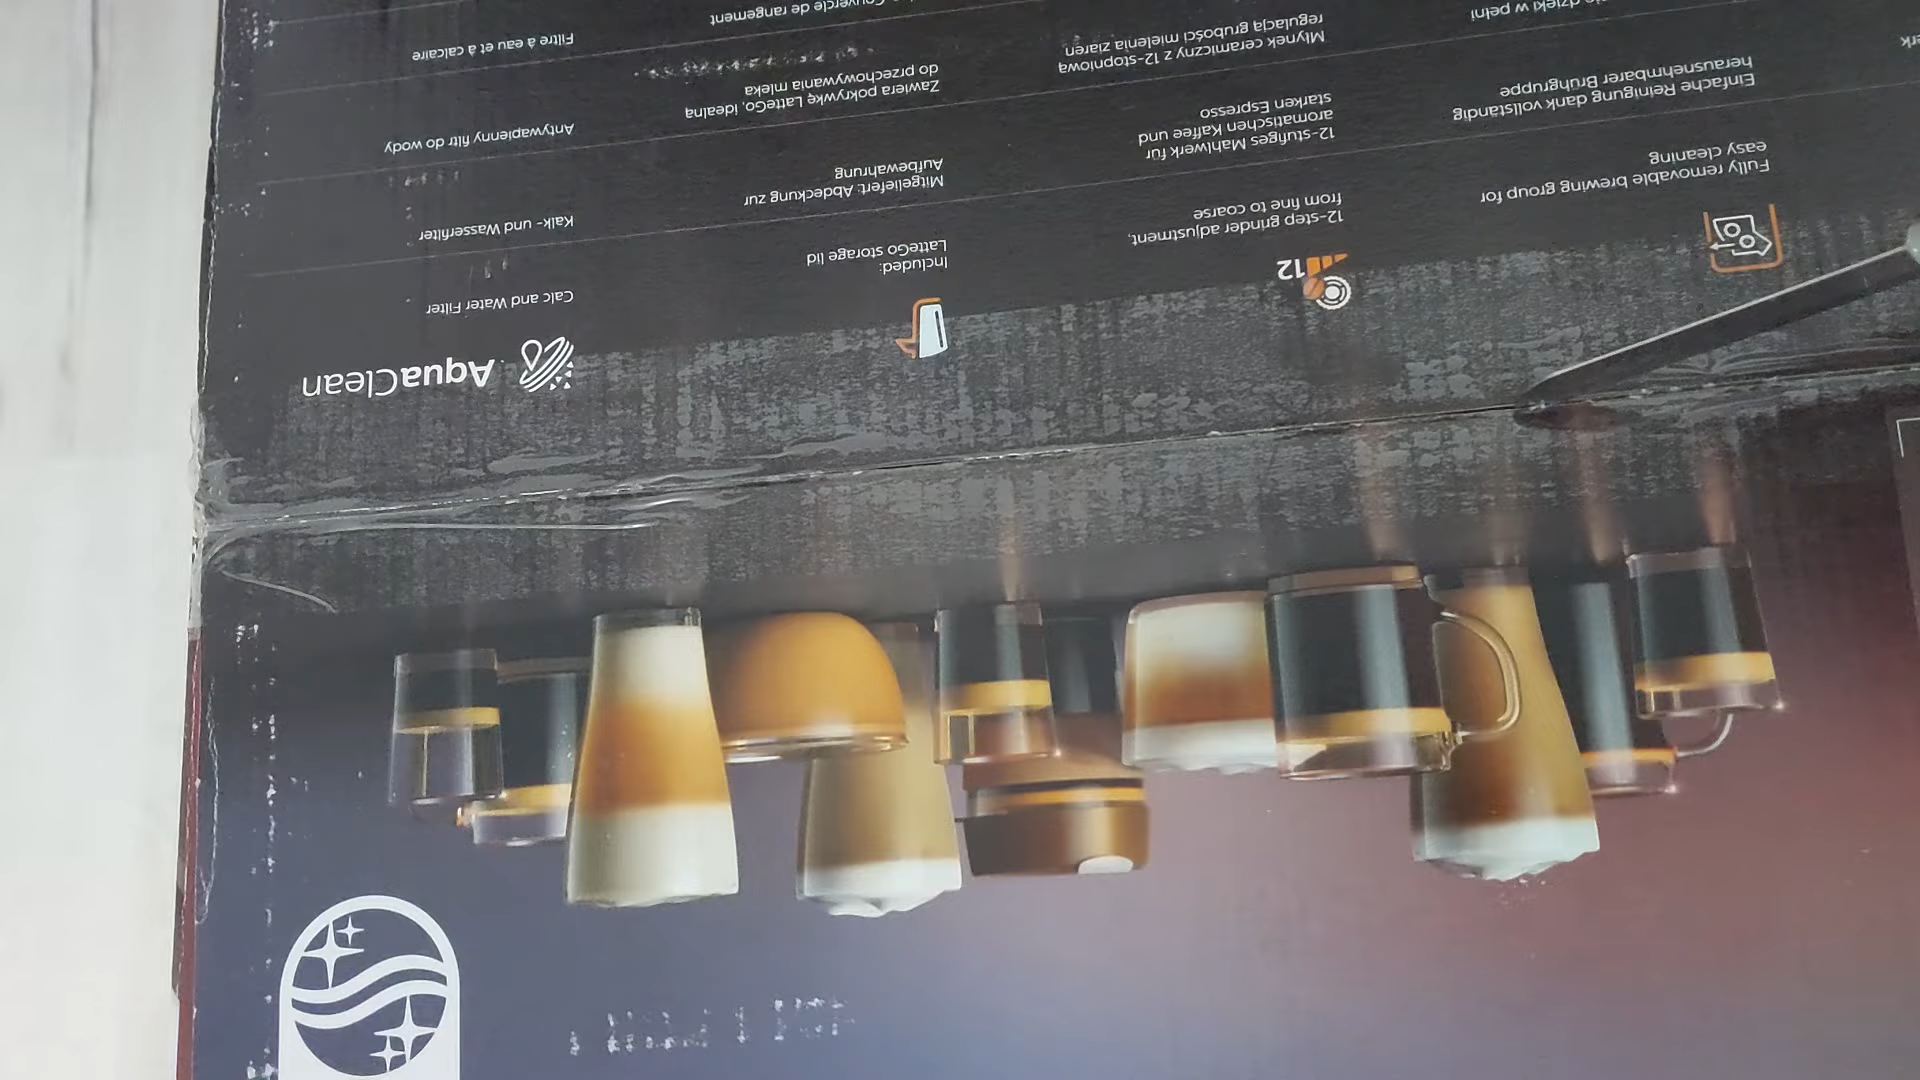 AquaClean
Calc and Water Filter
Kalk- und Wasserfilter
Antywapienny filtr do wody
Filtre à eau et à calcaire
Included:
LatteGo storage lid
Mitgeliefert: Abdeckung zur
Aufbewahrung
Zawiera pokrywkę LatteGo, idealną
do przechowywania mleka
Couvercle de rangement
12
12-step grinder adjustment,
from fine to coarse
12-stufiges Mahlwerk für
aromatischen Kaffee und
starken Espresso
Młynek ceramiczny z 12-stopniową
regulacją grubości mielenia ziaren
Fully removable brewing group for
easy cleaning
Einfache Reinigung dank vollständig
herausnehmbarer Brühgruppe
dzięki w pełni